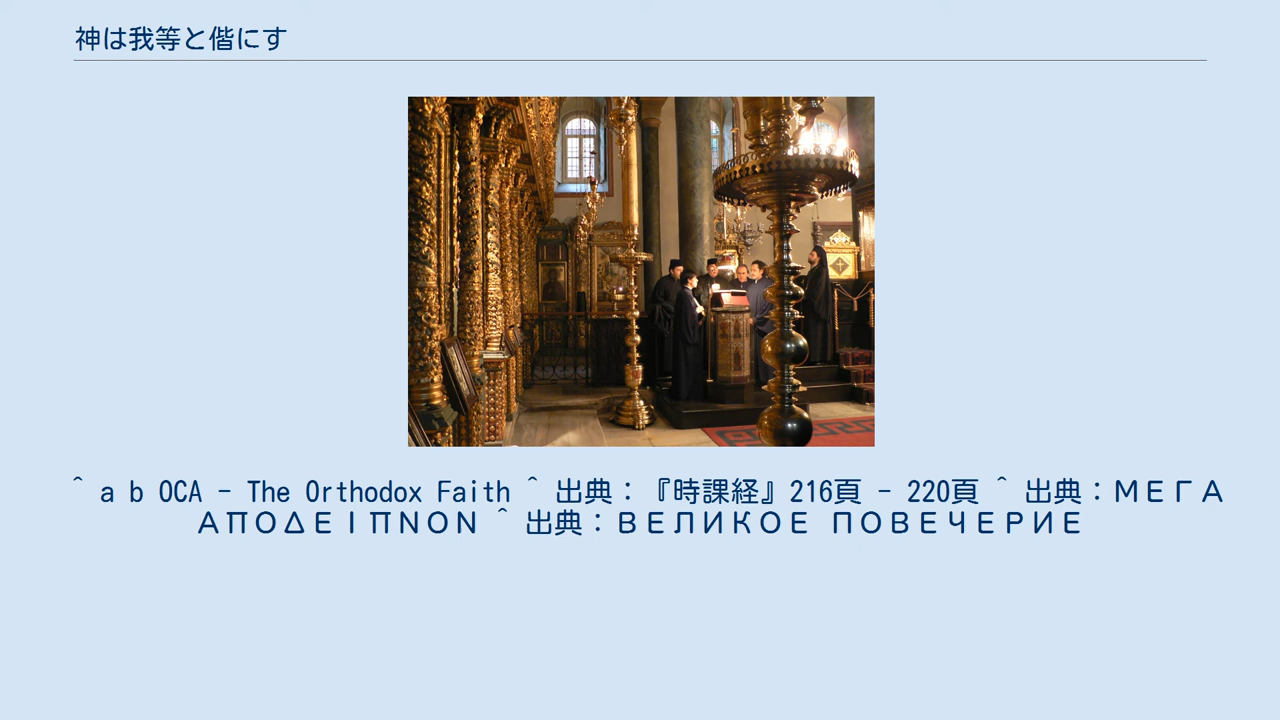 神は我等と偕にす
^ a b OCA - The Orthodox Faith ^ 出典：『時課経』216頁 - 220頁 ^ 出典：ΜΕΓΑ
ΑΠΟΔΕΙΠΝΟΝ ^ 出典：ВЕЛИКОЕ ПОВЕЧЕРИЕ